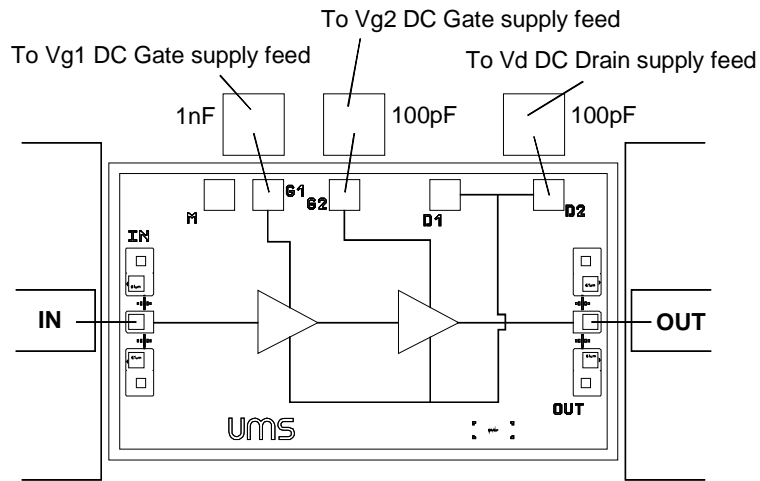 To Vg2 DC Gate supply feed
To Vg1 DC Gate supply feed
To Vd DC Drain supply feed
1nF
100pF
100pF
G1
G2
M
D1
D2
IN
IN
OUT
OUT
UMS